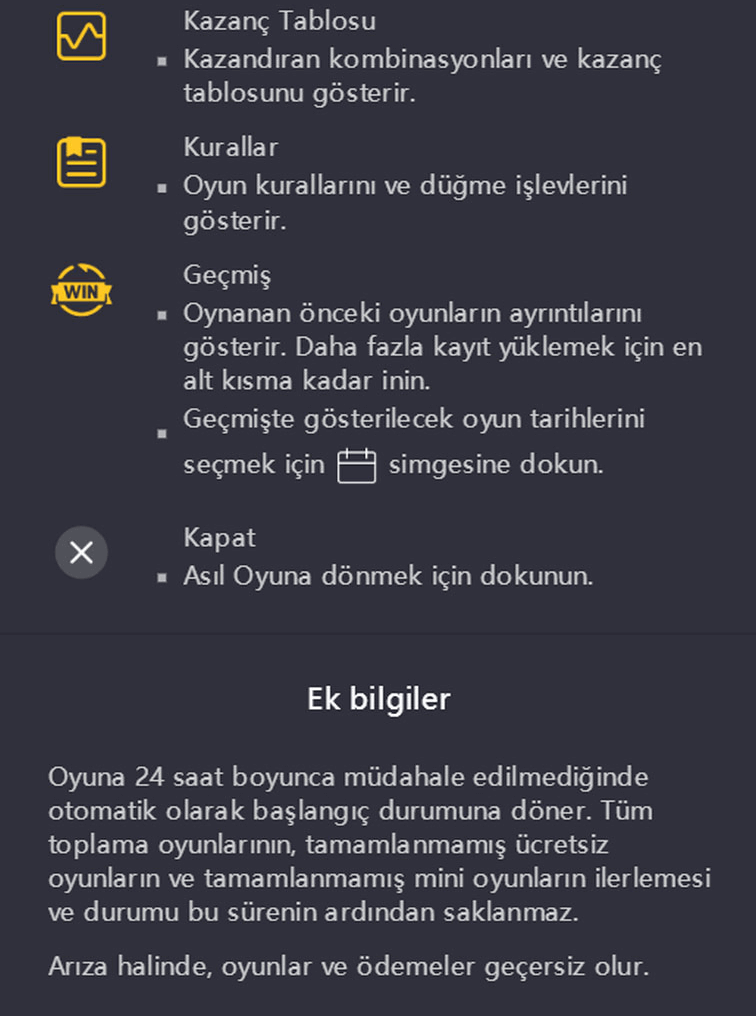 Kazanç Tablosu
▪ Kazandıran kombinasyonları ve kazanç
tablosunu gösterir.
Kurallar
▪ Oyun kurallarını ve düğme işlevlerini
gösterir.
WIN
Geçmiş
▪ Oynanan önceki oyunların ayrıntılarını
gösterir. Daha fazla kayıt yüklemek için en
alt kısma kadar inin.
▪ Geçmişte gösterilecek oyun tarihlerini
seçmek için simgesine dokun.
Kapat
▪ Asıl Oyuna dönmek için dokunun.
Ek bilgiler
Oyuna 24 saat boyunca müdahale edilmediğinde
otomatik olarak başlangıç durumuna döner. Tüm
toplama oyunlarının, tamamlanmamış ücretsiz
oyunların ve tamamlanmamış mini oyunların ilerlemesi
ve durumu bu sürenin ardından saklanmaz.
Arıza halinde, oyunlar ve ödemeler geçersiz olur.